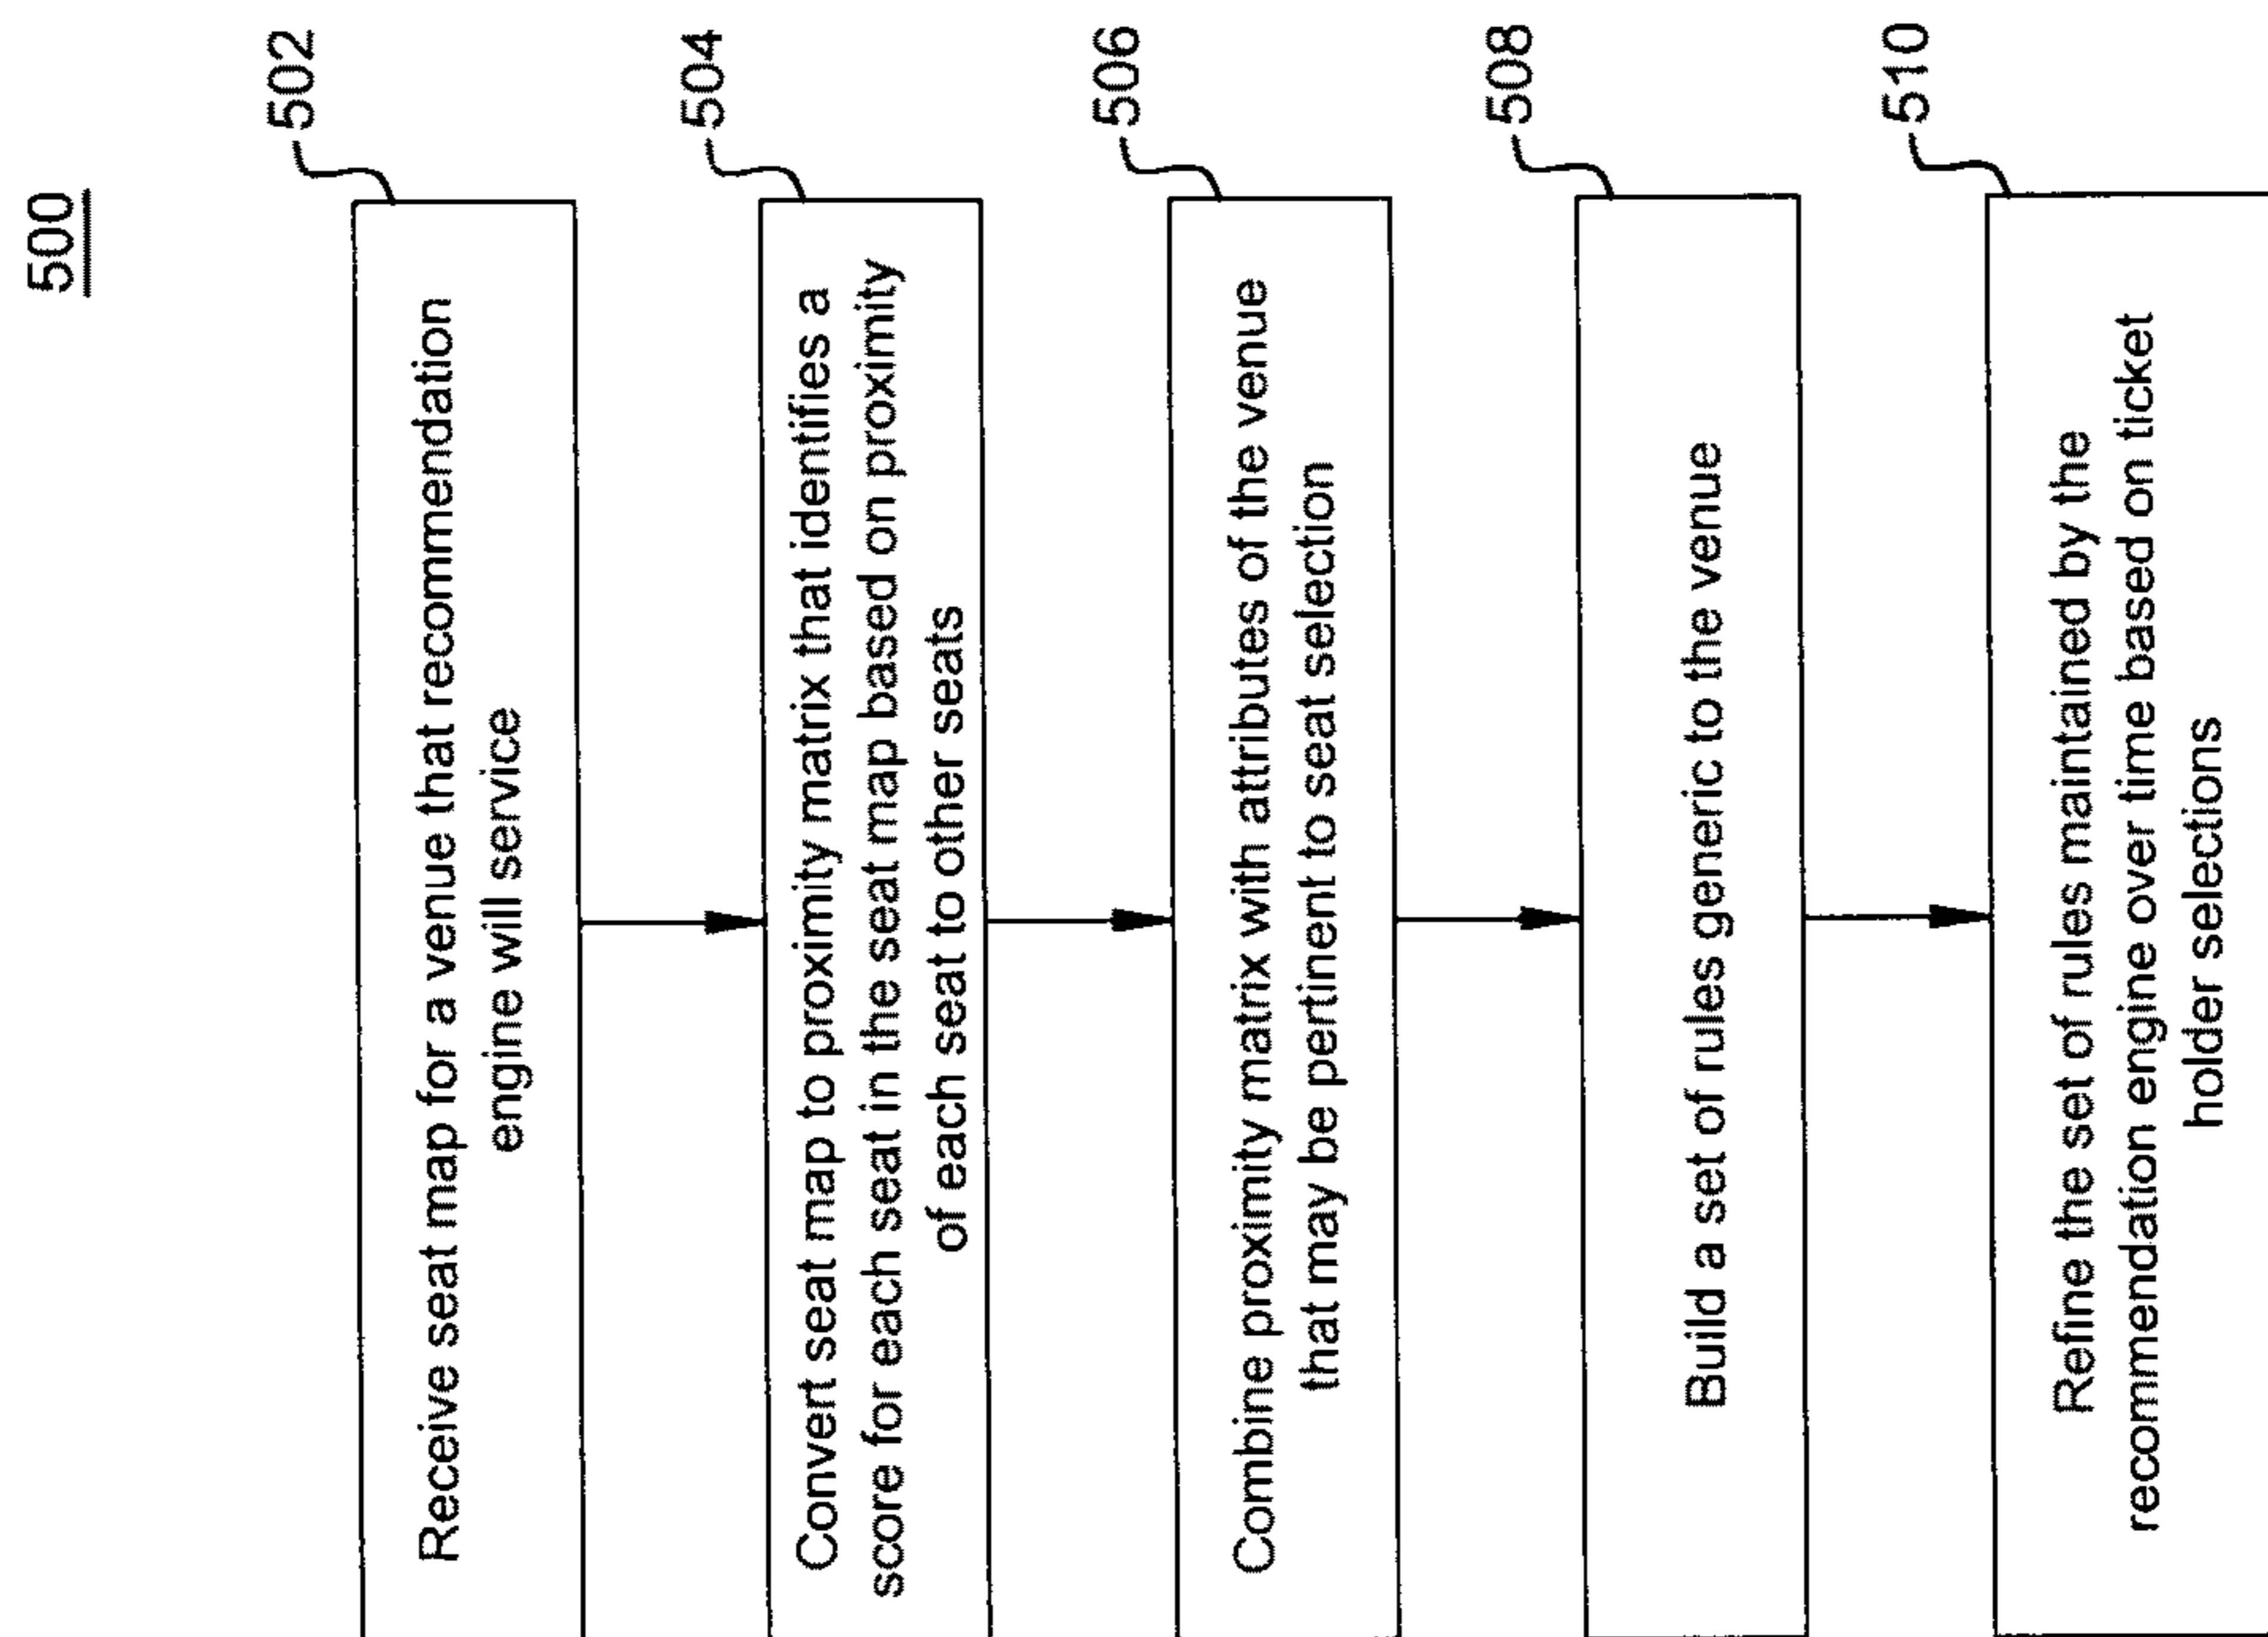 500
502
Receive seat map for a venue that recommendation
engine will service
504
Convert seat map to proximity matrix that identifies a
score for each seat in the seat map based on proximity
of each seat to other seats
506
Combine proximity matrix with attributes of the venue
that may be pertinent to seat selection
508
Build a set of rules generic to the venue
510
Refine the set of rules maintained by the
recommendation engine over time based on ticket
holder selections